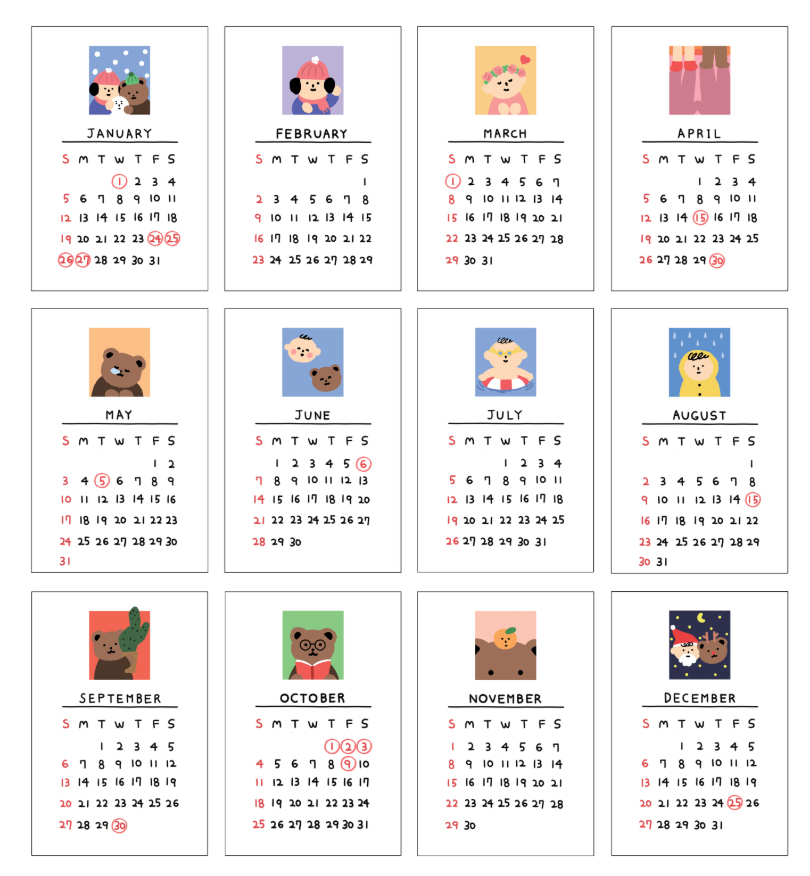 JANUARY
S M T W T F S
1 2 3 4
5 6 7 8 9 10 11
12 13 14 15 16 17 18
19 20 21 22 23 24 25
26 27 28 29 30 31
FEBRUARY
S M T W T F S
1
2 3 4 5 6 7 8
9 10 11 12 13 14 15
16 17 18 19 20 21 22
23 24 25 26 27 28 29
MARCH
S M T W T F S
1 2 3 4 5 6 7
8 9 10 11 12 13 14
15 16 17 18 19 20 21
22 23 24 25 26 27 28
29 30 31
APRIL
S M T W T F S
1 2 3 4
5 6 7 8 9 10 11
12 13 14 15 16 17 18
19 20 21 22 23 24 25
26 27 28 29 30
MAY
S M T W T F S
1 2
3 4 5 6 7 8 9
10 11 12 13 14 15 16
17 18 19 20 21 22 23
24 25 26 27 28 29 30
31
JUNE
S M T W T F S
1 2 3 4 5 6
7 8 9 10 11 12 13
14 15 16 17 18 19 20
21 22 23 24 25 26 27
28 29 30
JULY
S M T W T F S
1 2 3 4
5 6 7 8 9 10 11
12 13 14 15 16 17 18
19 20 21 22 23 24 25
26 27 28 29 30 31
AUGUST
S M T W T F S
1
2 3 4 5 6 7 8
9 10 11 12 13 14 15
16 17 18 19 20 21 22
23 24 25 26 27 28 29
30 31
SEPTEMBER
S M T W T F S
1 2 3 4 5
6 7 8 9 10 11 12
13 14 15 16 17 18 19
20 21 22 23 24 25 26
27 28 29 30
OCTOBER
S M T W T F S
1 2 3
4 5 6 7 8 9 10
11 12 13 14 15 16 17
18 19 20 21 22 23 24
25 26 27 28 29 30 31
NOVEMBER
S M T W T F S
1 2 3 4 5 6 7
8 9 10 11 12 13 14
15 16 17 18 19 20 21
22 23 24 25 26 27 28
29 30
DECEMBER
S M T W T F S
1 2 3 4 5
6 7 8 9 10 11 12
13 14 15 16 17 18 19
20 21 22 23 24 25 26
27 28 29 30 31